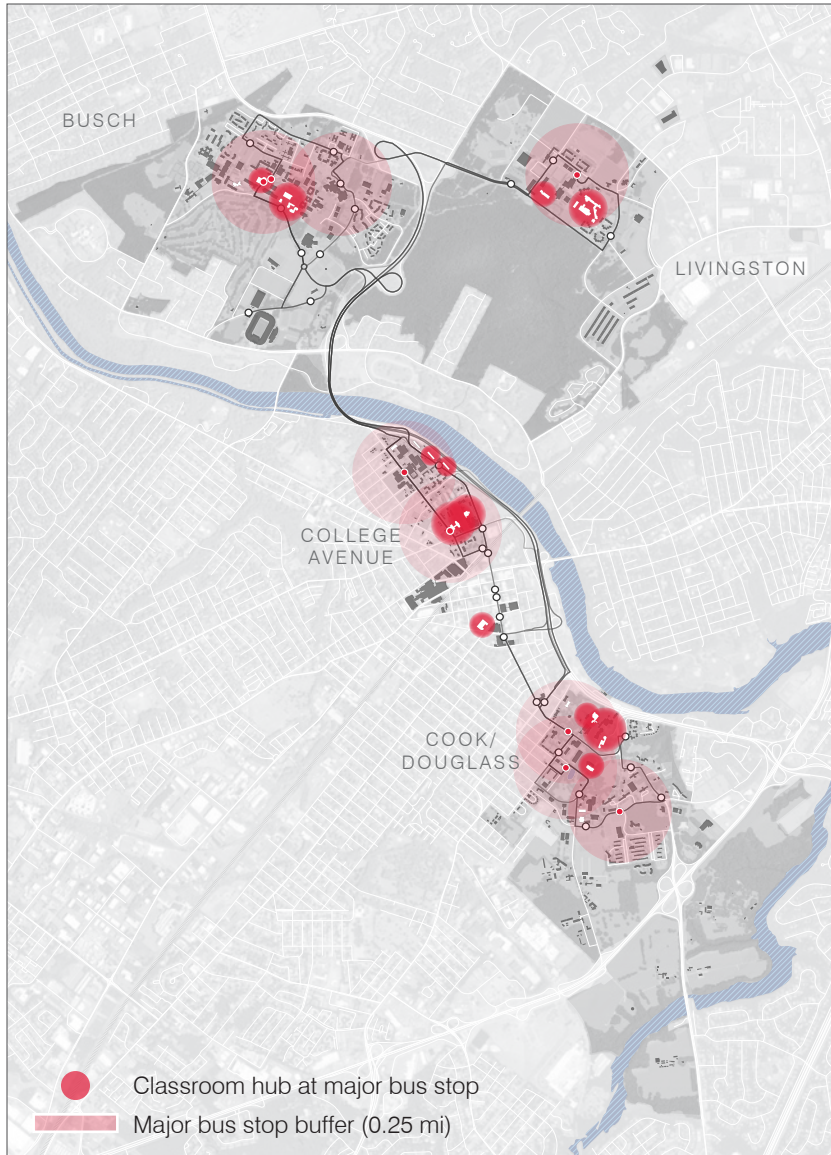 BUSCH
LIVINGSTON
COLLEGE
AVENUE
COOK/
DOUGLASS
Classroom hub at major bus stop
Major bus stop buffer (0.25 mi)